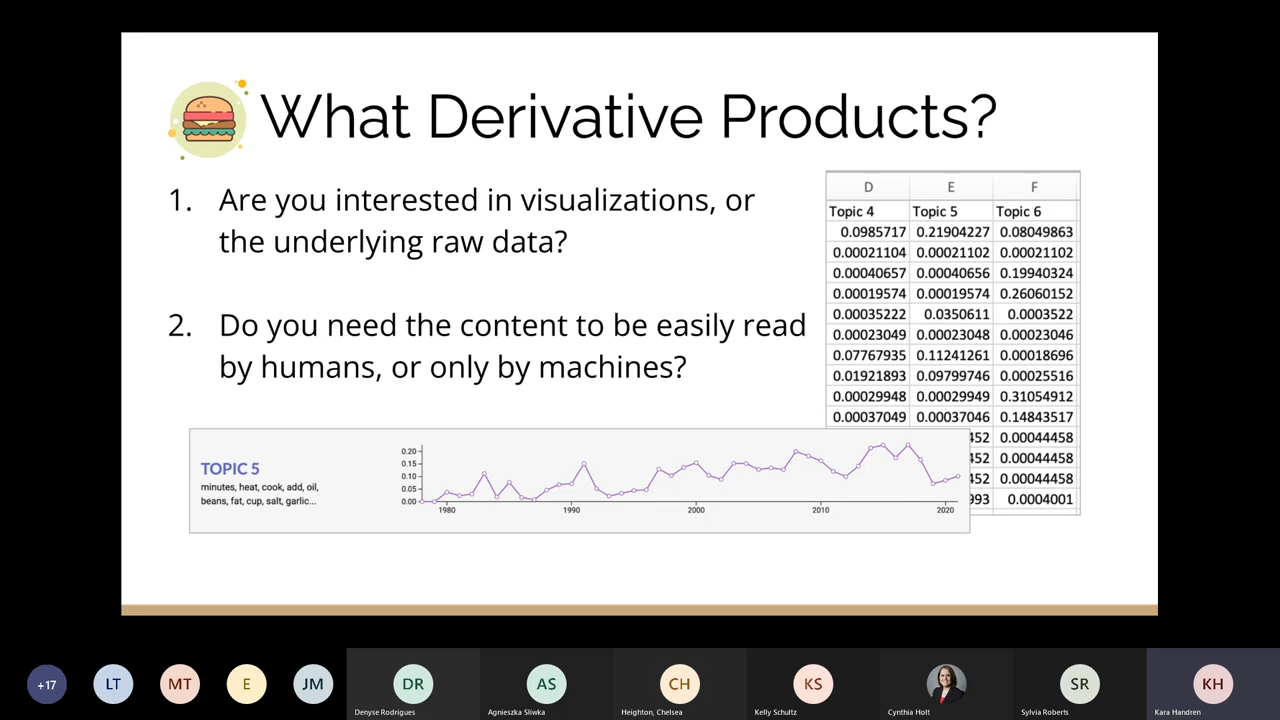 What Derivative Products?
1. Are you interested in visualizations, or
the underlying raw data?
2. Do you need the content to be easily read
by humans, or only by machines?
D E F
Topic 4 Topic 5 Topic 6
0.0985717 0.21904227 0.08049863
0.00021104 0.00021102 0.00021102
0.00040657 0.00040656 0.19940324
0.00019574 0.00019574 0.26060152
0.00035222 0.0350611 0.0003522
0.00023049 0.00023048 0.00023046
0.07767935 0.11241261 0.00018696
0.01921893 0.09799746 0.00025516
0.00029948 0.00029949 0.31054912
0.00037049 0.00037046 0.14843517
452 0.00044458
452 0.00044458
452 0.00044458
993 0.0004001
TOPIC 5
minutes, heat, cook, add, oil,
beans, fat, cup, salt, garlic...
0.20
0.15
0.10
0.05
0.00
1980 1990 2000 2010 2020
+17 LT MT E JM DR AS CH KS SR KH
Denyse Rodrigues Agnieszka Sliwka Heighton, Chelsea Kelly Schultz Cynthia Holt Sylvia Roberts Kara Handren